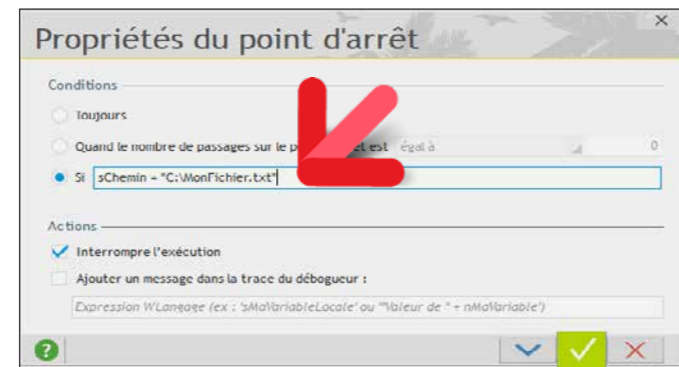 Propriétés du point d'arrêt
Conditions
Toujours
Quand le nombre de passages sur le p et est égal à 0
Si sChemin = "C:\MonFichier.txt"
Actions
Interrompre l'exécution
Ajouter un message dans la trace du débogueur :
Expression WLangage (ex : 'sMaVariableLocale' ou '"Valeur de " + nMaVariable')